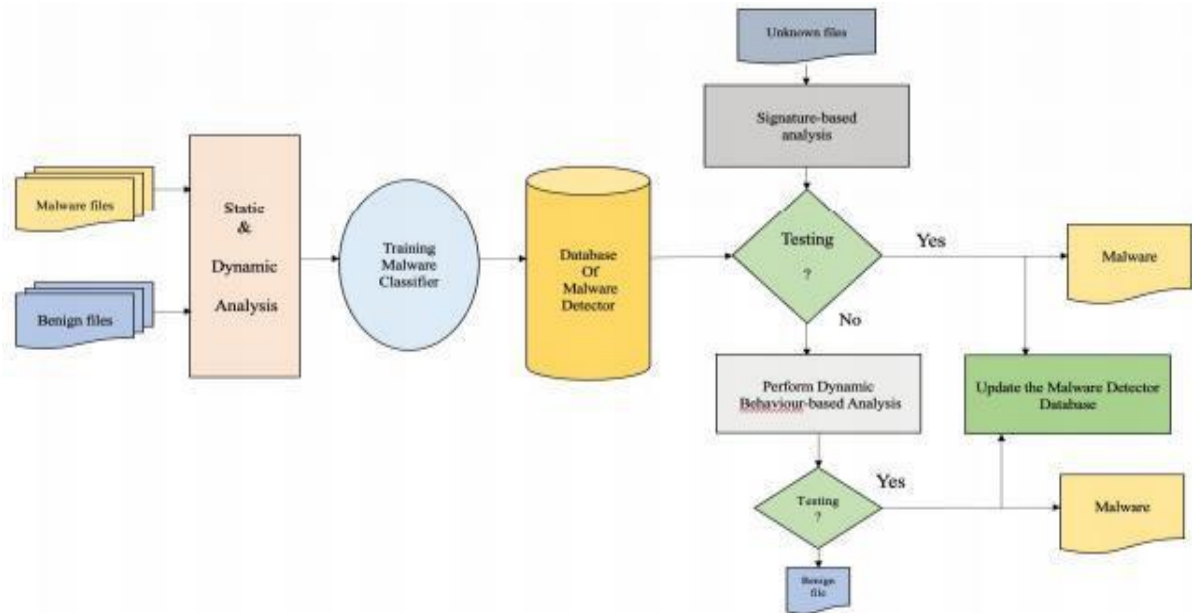 Unknown files
Signature-based
analysis
Malware files
Benign files
Static
&
Dynamic
Analysis
Training
Malware
Classifier
Database
Of
Malware
Detector
Testing
?
Yes
Malware
No
Perform Dynamic
Behaviour-based Analysis
Update the Malware Detector
Database
Testing
?
Yes
Malware
Benign
file